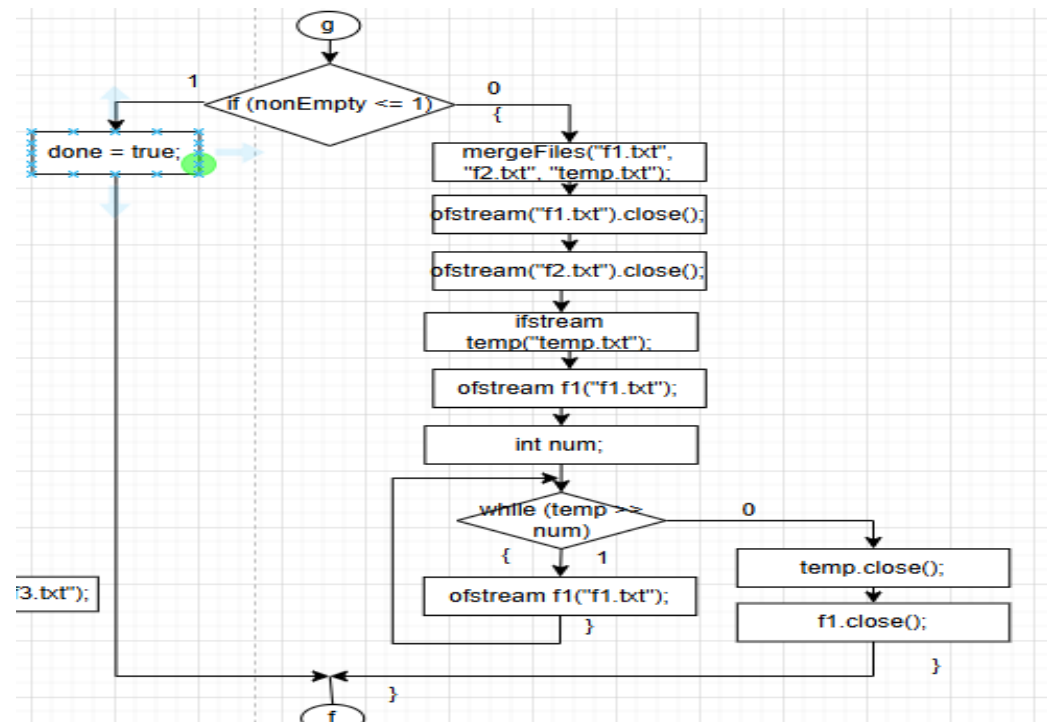 g
1
if (nonEmpty <= 1)
0
{
done = true;
mergeFiles("f1.txt",
"f2.txt", "temp.txt");
ofstream("f1.txt").close();
ofstream("f2.txt").close();
ifstream
temp("temp.txt");
ofstream f1("f1.txt");
int num;
while (temp >>
num)
0
{
1
temp.close();
f3.txt");
ofstream f1("f1.txt");
f1.close();
}
}
}
f